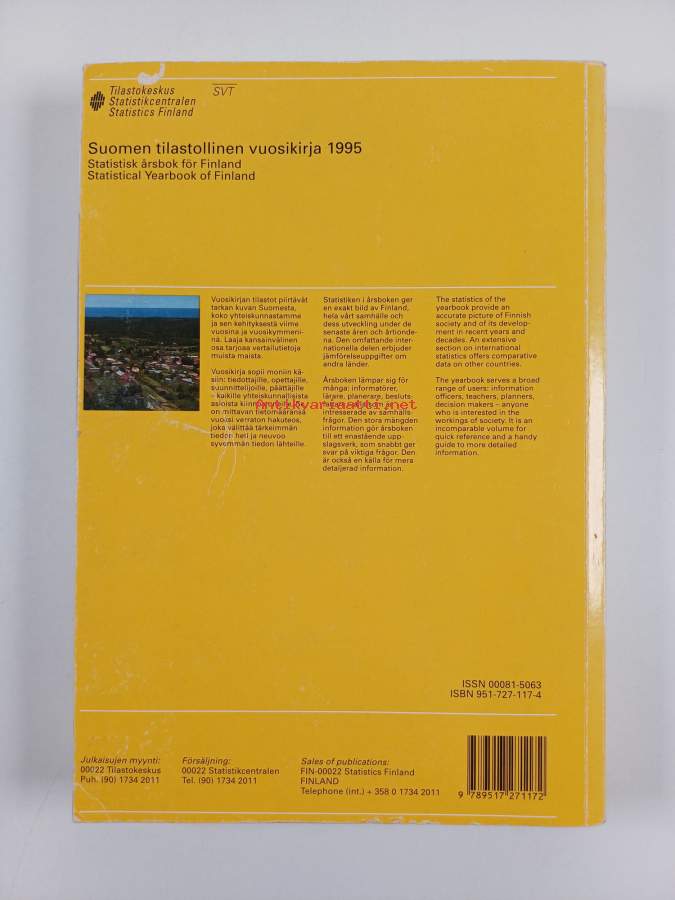 Tilastokeskus
Statistikcentralen
Statistics Finland
SVT
Suomen tilastollinen vuosikirja 1995
Statistisk årsbok för Finland
Statistical Yearbook of Finland
Vuosikirjan tilastot piirtävät
tarkan kuvan Suomesta,
koko yhteiskunnastamme
ja sen kehityksestä viime
vuosina ja vuosikymmeni-
nä. Laaja kansainvälinen
osa tarjoaa vertailutietoja
muista maista.
Vuosikirja sopii moniin kä-
siin: tiedottajille, opettajille,
suunnittelijoille, päättäjille
– kaikille yhteiskunnallisista
asioista
on mittavan tietomääränsä
vuoksi verraton hakuteos,
joka välittää tärkeimmän
tiedon heti ja neuvoo
syvemmän tiedon lähteille.
Statistiken i årsboken ger
en exakt bild av Finland,
hela vårt samhälle och
dess utveckling under de
senaste åren och årtionde-
na. Den omfattande inter-
nationella delen erbjuder
jämförelseuppgifter om
andra länder.
Årsboken lämpar sig för
många: informatörer,
lärare, planerare, besluts-
intresserade av samhälls-
frågor. Den stora mängden
information gör årsboken
till ett enastående upp-
slagsverk, som snabbt ger
svar på viktiga frågor. Den
är också en källa för mera
detaljerad information.
The statistics of the
yearbook provide an
accurate picture of Finnish
society and of its develop-
ment in recent years and
decades. An extensive
section on international
statistics offers comparative
data on other countries.
The yearbook serves a broad
range of users: information
officers, teachers, planners,
decision makers – anyone
who is interested in the
workings of society. It is an
incomparable volume for
quick reference and a handy
guide to more detailed
information.
Antikvariaatti.net
ISSN 00081-5063
ISBN 951-727-117-4
Julkaisujen myynti:
00022 Tilastokeskus
Puh. (90) 1734 2011
Försäljning:
00022 Statistikcentralen
Tel. (90) 1734 2011
Sales of publications:
FIN-00022 Statistics Finland
FINLAND
Telephone (int.) + 358 0 1734 2011
9 789517 271172